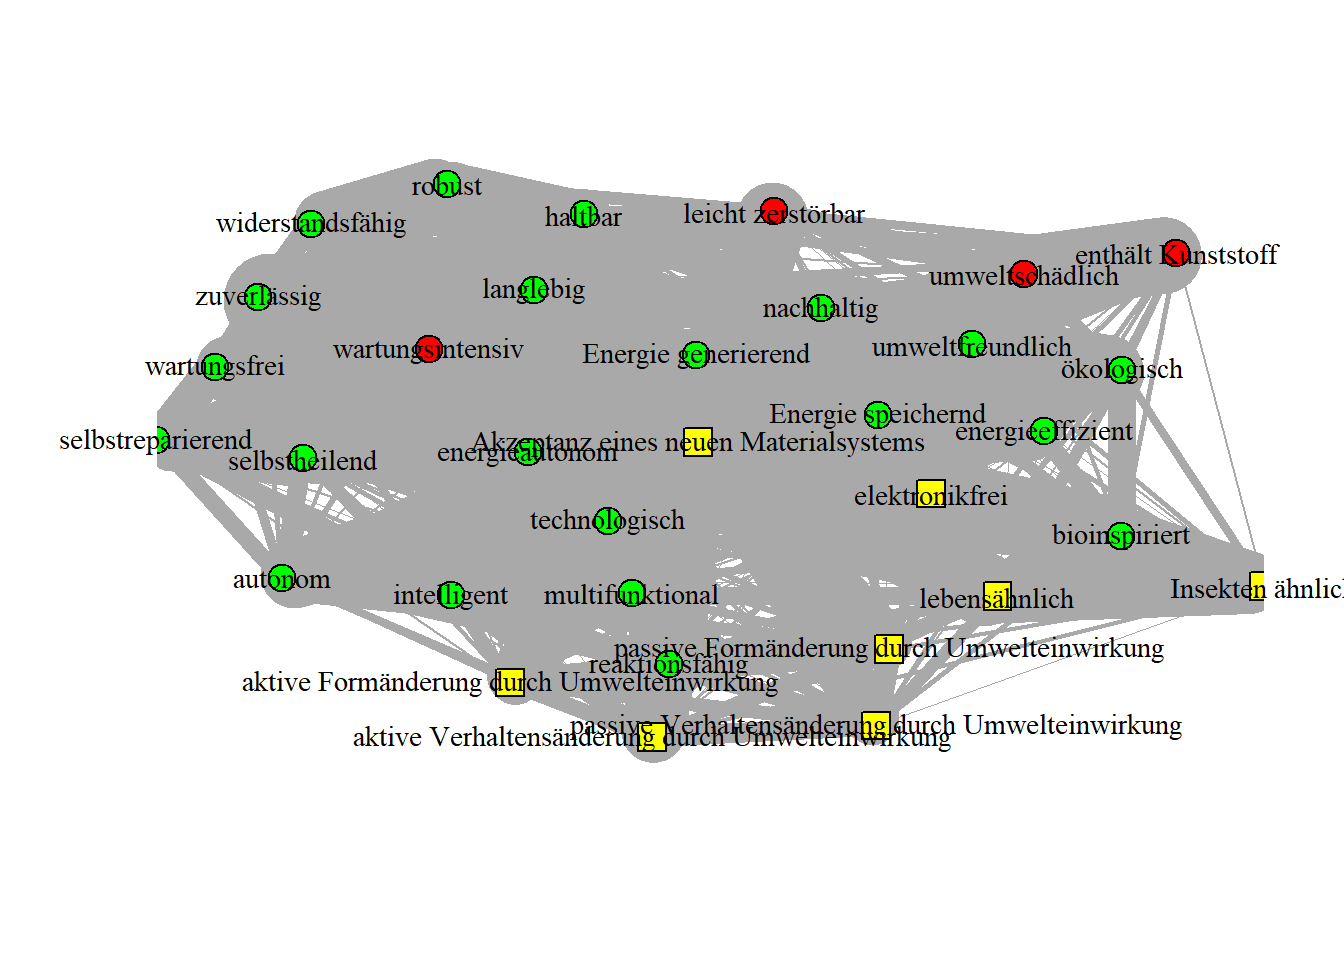 robust
widerstandsfähig
haltbar
leicht zerstörbar
enthält Kunststoff
umweltschädlich
zuverlässig
langlebig
nachhaltig
wartungsintensiv
Energie generierend
umweltfreundlich
wartungsfrei
ökologisch
Energie speichernd
energieeffizient
selbstreparierend
Akzeptanz eines neuen Materialsystems
energieautonom
selbstheilend
elektronikfrei
technologisch
bioinspiriert
autonom
Insekten ähnlich
intelligent
multifunktional
lebensähnlich
passive Formänderung durch Umwelteinwirkung
reaktionsfähig
aktive Formänderung durch Umwelteinwirkung
passive Verhaltensänderung durch Umwelteinwirkung
aktive Verhaltensänderung durch Umwelteinwirkung